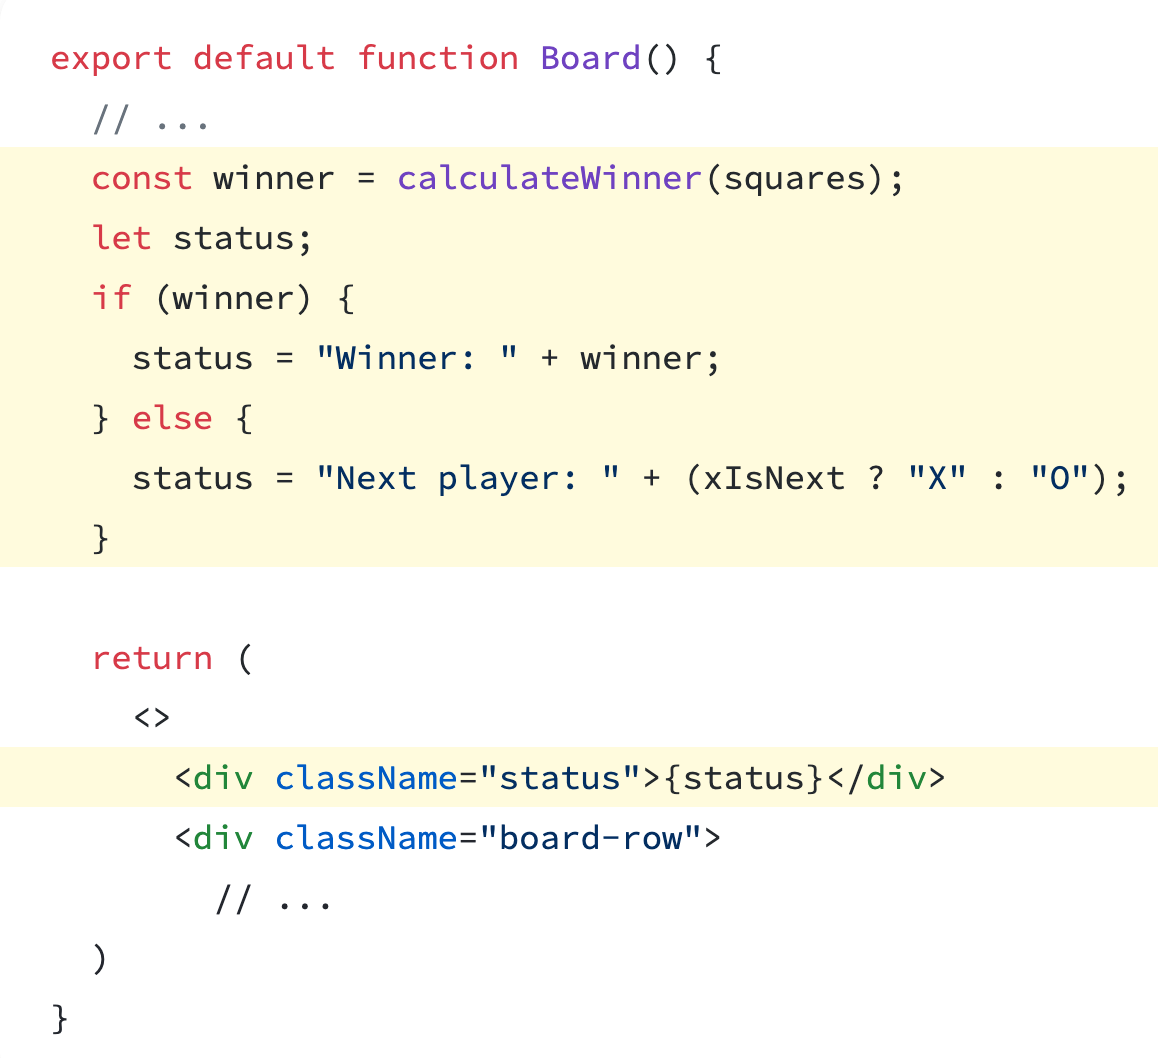 export default function Board() {
  // ...
  const winner = calculateWinner(squares);
  let status;
  if (winner) {
    status = "Winner: " + winner;
  } else {
    status = "Next player: " + (xIsNext ? "X" : "O");
  }

  return (
    <>
      <div className="status">{status}</div>
      <div className="board-row">
        // ...
  )
}